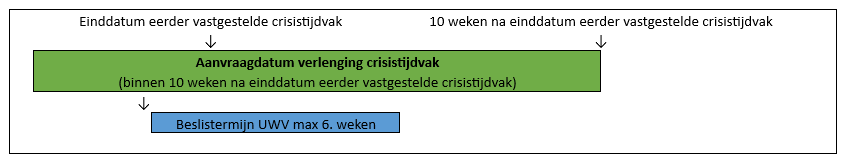 Einddatum eerder vastgestelde crisistijdvak
10 weken na einddatum eerder vastgestelde crisistijdvak
Aanvraagdatum verlenging crisistijdvak
(binnen 10 weken na einddatum eerder vastgestelde crisistijdvak)
Beslistermijn UWV max 6. weken